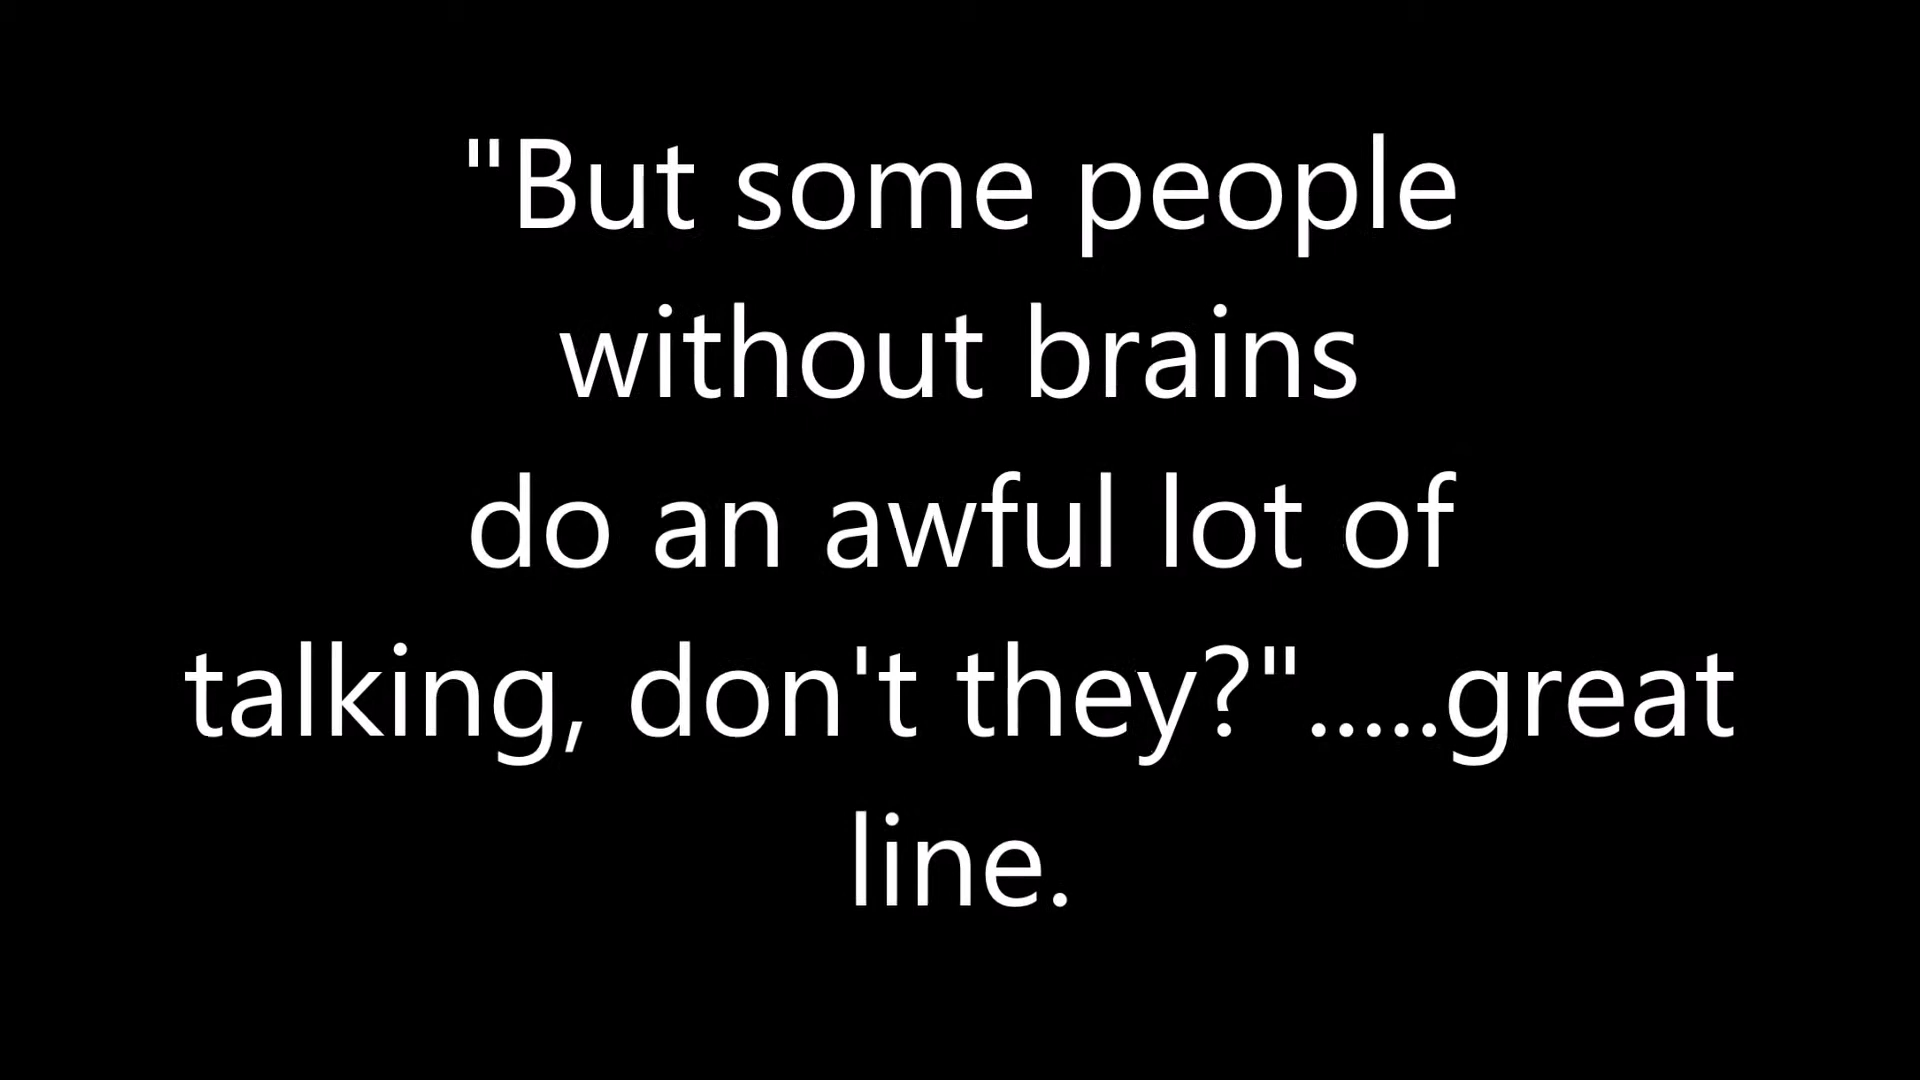 "But some people
without brains
do an awful lot of
talking, don't they?".....great
line.